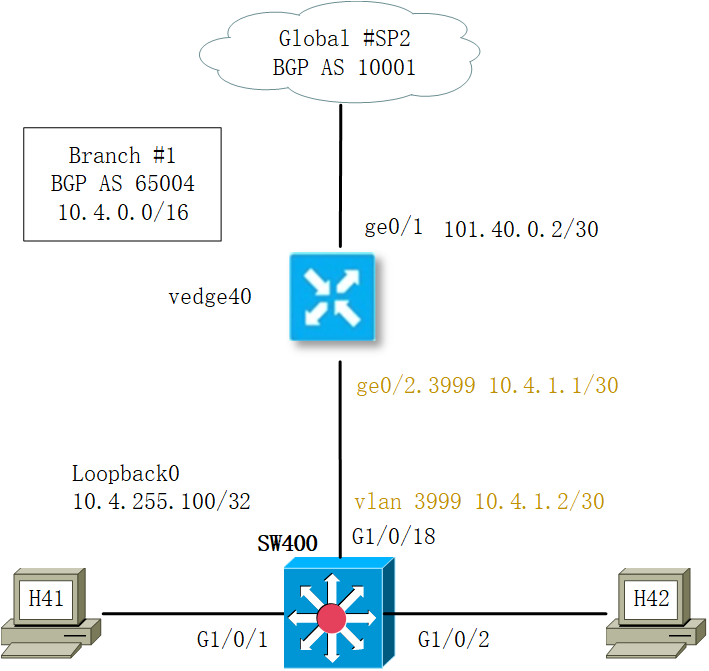 Global #SP2
BGP AS 10001
Branch #1
BGP AS 65004
10.4.0.0/16
ge0/1 101.40.0.2/30
vedge40
ge0/2.3999 10.4.1.1/30
Loopback0
10.4.255.100/32
vlan 3999 10.4.1.2/30
G1/0/18
SW400
H41
H42
G1/0/1
G1/0/2